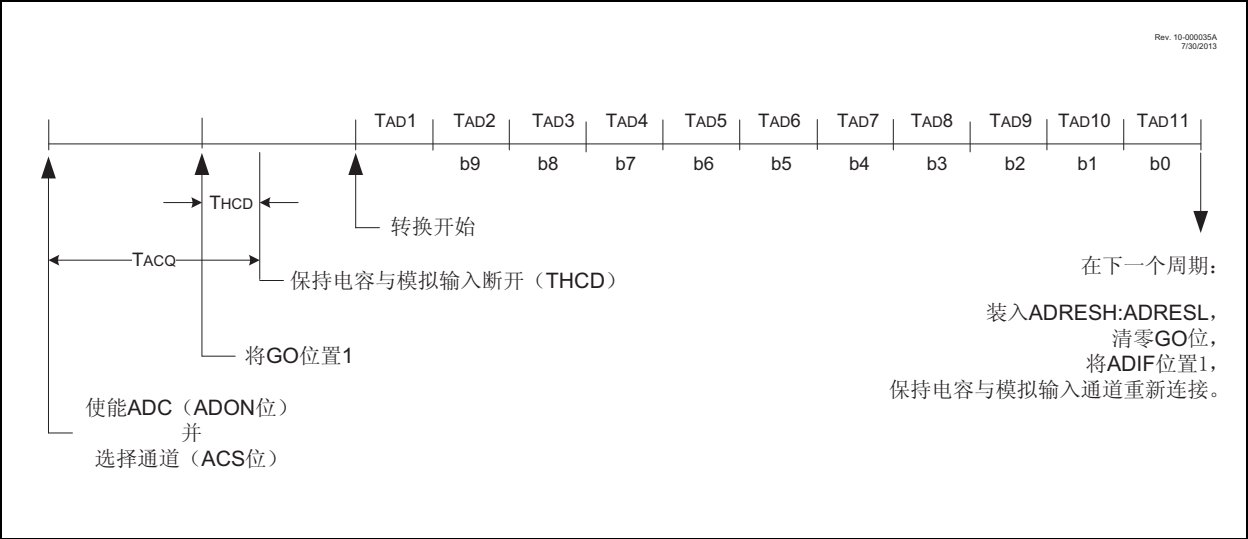 Rev. 10-000035A
7/30/2013
TAD1 TAD2 TAD3 TAD4 TAD5 TAD6 TAD7 TAD8 TAD9 TAD10 TAD11
b9 b8 b7 b6 b5 b4 b3 b2 b1 b0
THCD
转换开始
TACQ
保持电容与模拟输入断开（THCD）
将GO位置1
使能ADC（ADON位）
并
选择通道（ACS位）
在下一个周期：
装入ADRESH:ADRESL，
清零GO位，
将ADIF位置1，
保持电容与模拟输入通道重新连接。